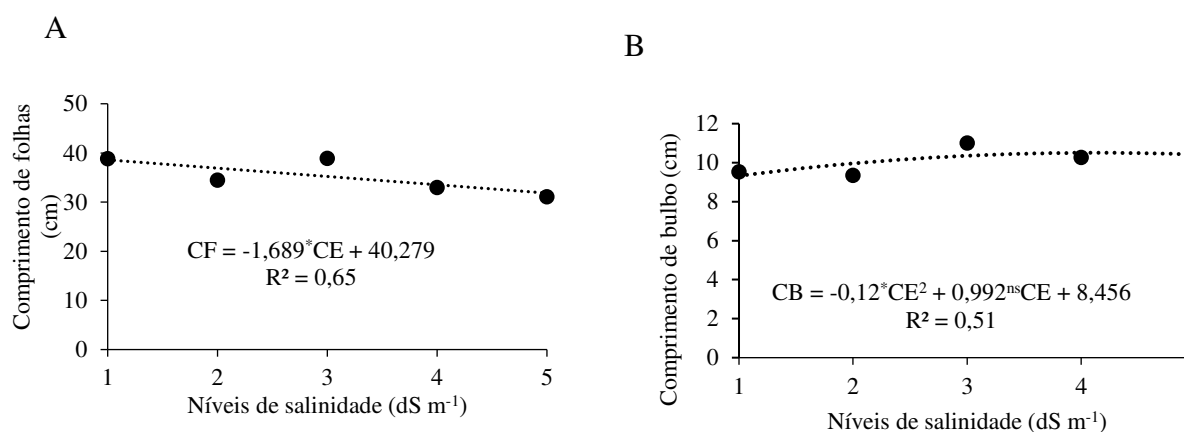 A
Comprimento de folhas
(cm)
50
40
30
20
10
0
CF = -1,689*CE + 40,279
R² = 0,65
1 2 3 4 5
Níveis de salinidade (dS m⁻¹)
B
Comprimento de bulbo (cm)
12
10
8
6
4
2
0
CB = -0,12*CE² + 0,992ⁿˢCE + 8,456
R² = 0,51
1 2 3 4
Níveis de salinidade (dS m⁻¹)